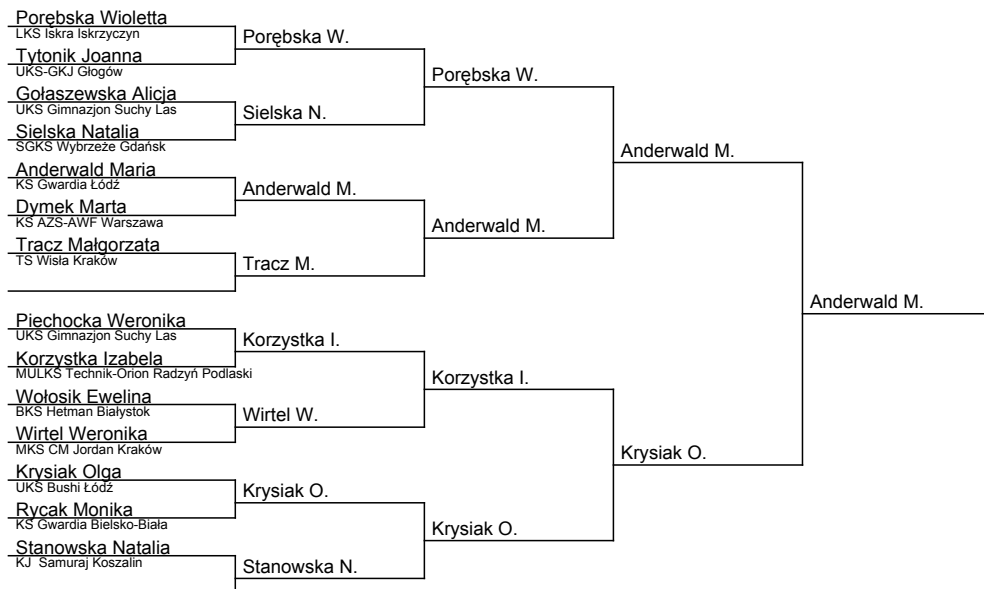 Porębska Wioletta
LKS Iskra Iskrzyczyn
Porębska W.
Tytonik Joanna
UKS-GKJ Głogów
Porębska W.
Gołaszewska Alicja
UKS Gimnazjon Suchy Las
Sielska N.
Sielska Natalia
SGKS Wybrzeże Gdańsk
Anderwald M.
Anderwald Maria
KS Gwardia Łódź
Anderwald M.
Dymek Marta
KS AZS-AWF Warszawa
Anderwald M.
Tracz Małgorzata
TS Wisła Kraków
Tracz M.
Anderwald M.
Piechocka Weronika
UKS Gimnazjon Suchy Las
Korzystka I.
Korzystka Izabela
MULKS Technik-Orion Radzyń Podlaski
Korzystka I.
Wołosik Ewelina
BKS Hetman Białystok
Wirtel W.
Wirtel Weronika
MKS CM Jordan Kraków
Krysiak O.
Krysiak Olga
UKS Bushi Łódź
Krysiak O.
Rycak Monika
KS Gwardia Bielsko-Biała
Krysiak O.
Stanowska Natalia
KJ Samuraj Koszalin
Stanowska N.